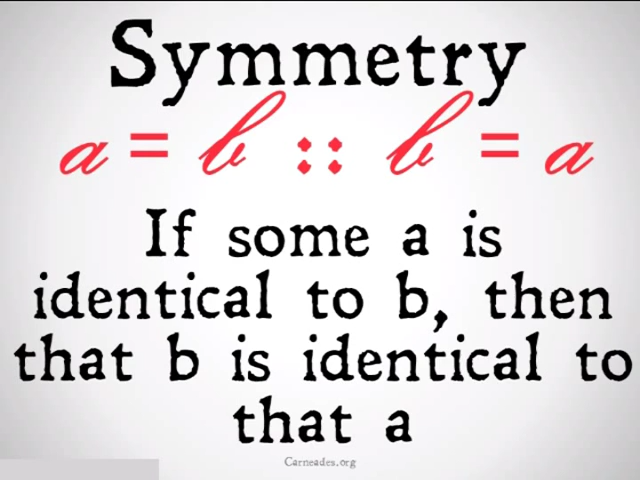 Symmetry
a = b :: b = a
If some a is
identical to b, then
that b is identical to
that a
Carneades.org